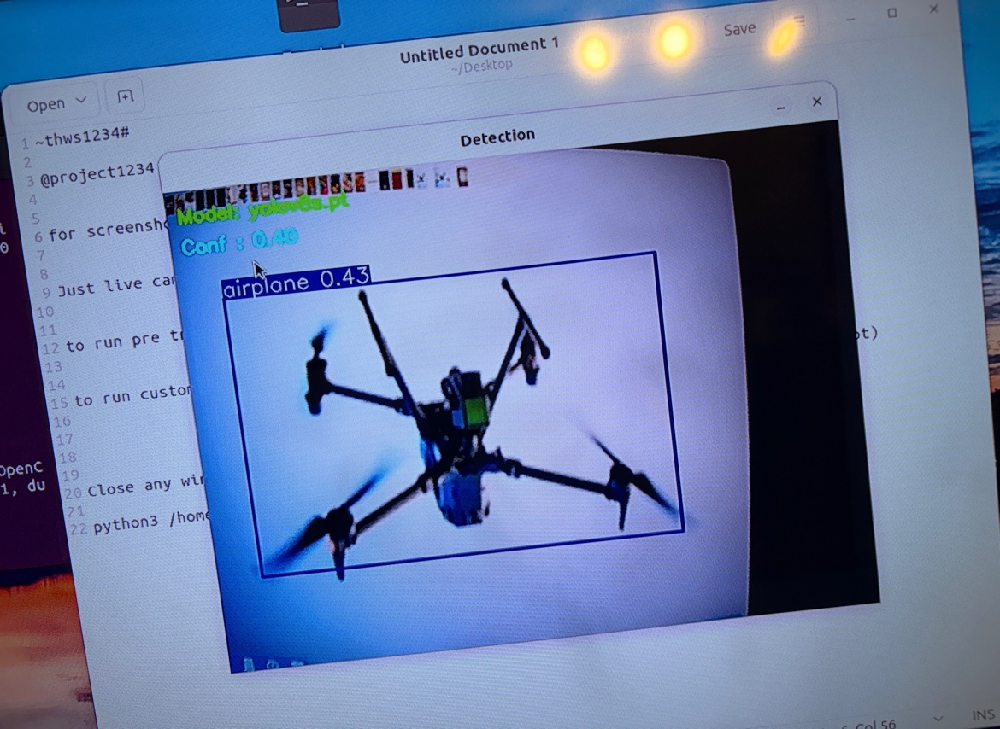 Untitled Document 1
~/Desktop
Open
Save
1 ~thws1234#
2
3 @project1234
4
5
6 for screensh
7
8
9 Just live ca
10
11
12 to run pre t
13
14
15 to run custo
16
17
18
19
20 Close any wi
21
22 python3 /home
ot)
0
OpenC
1, du
Detection
Model: yolov8s.pt
Conf : 0.40
airplane 0.43
Col 56
INS